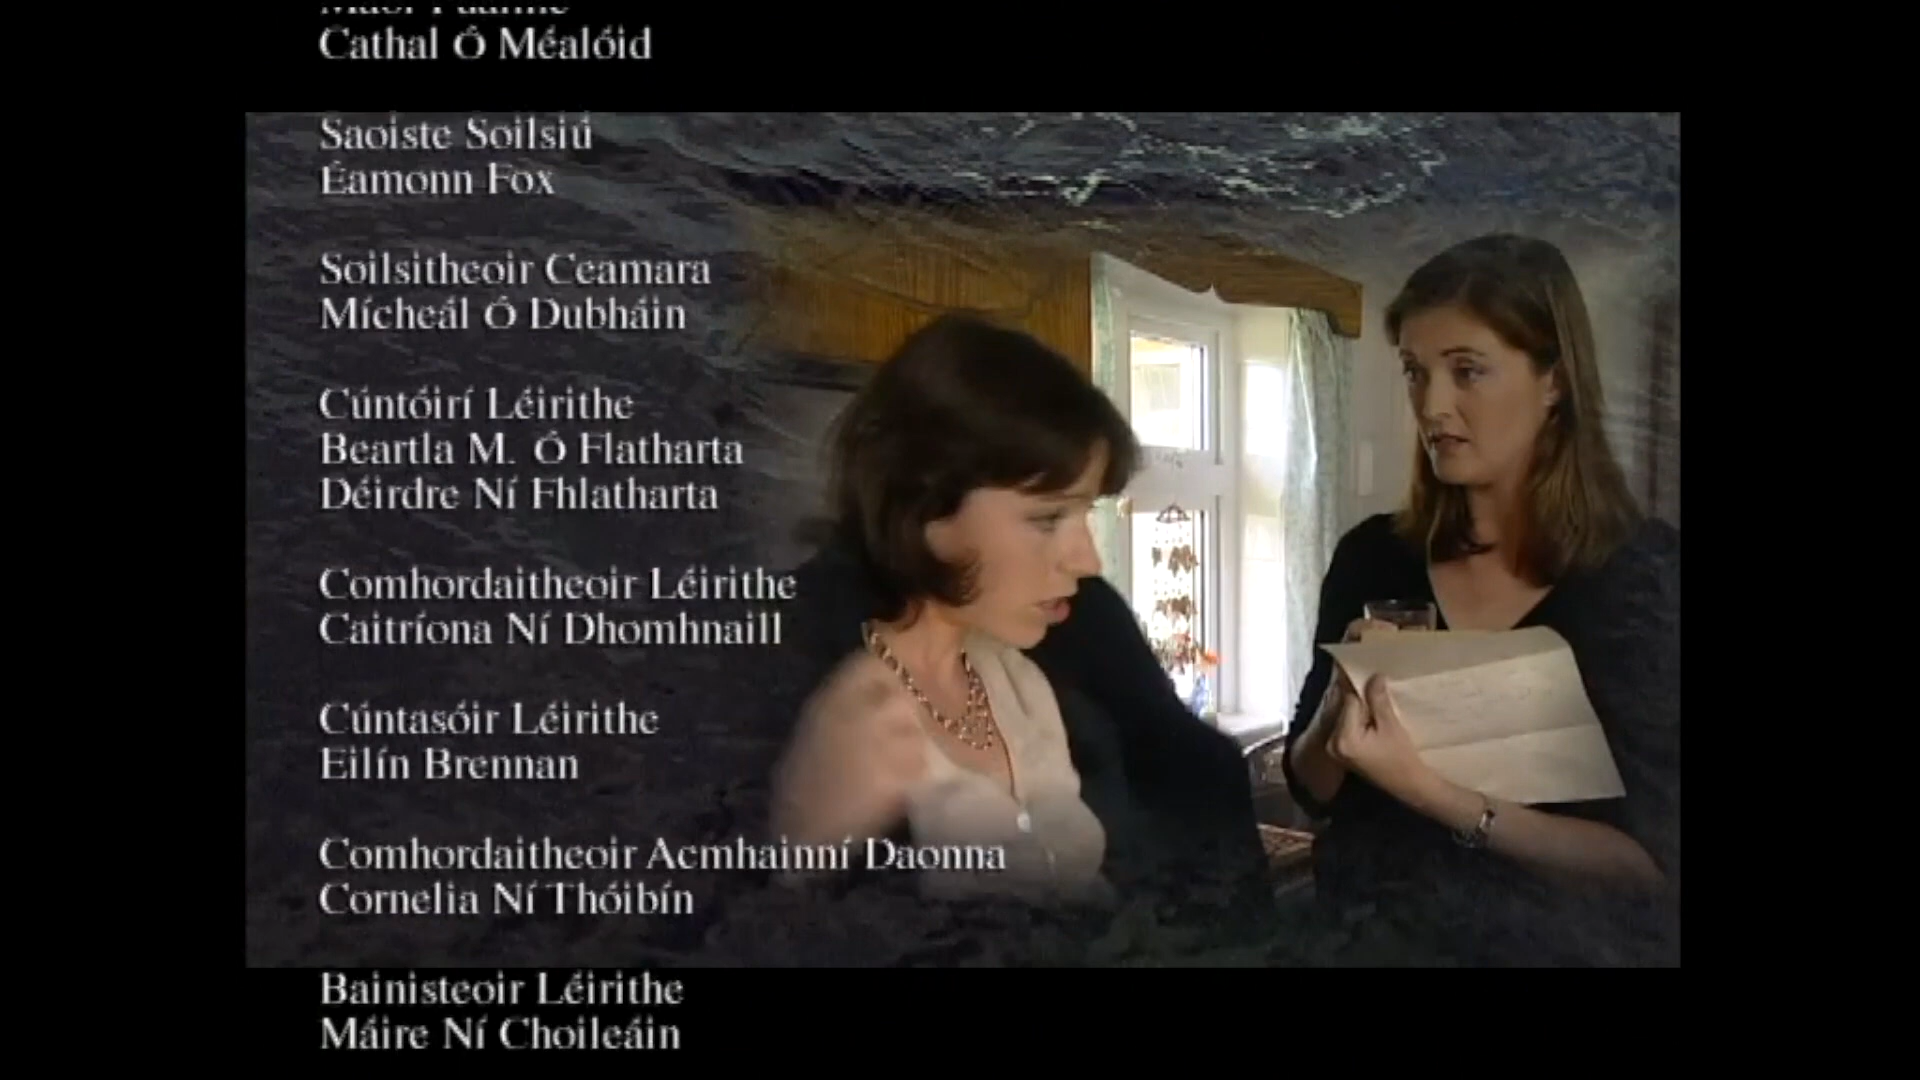 Cathal Ó Méalóid
Saoiste Soilsiú
Éamonn Fox
Soilsitheoir Ceamara
Mícheál Ó Dubháin
Cúntóirí Léirithe
Beartla M. Ó Flatharta
Déirdre Ní Fhlatharta
Comhordaitheoir Léirithe
Caitríona Ní Dhomhnaill
Cúntasóir Léirithe
Eilín Brennan
Comhordaitheoir Acmhainní Daonna
Cornelia Ní Thóibín
Bainisteoir Léirithe
Máire Ní Choileáin